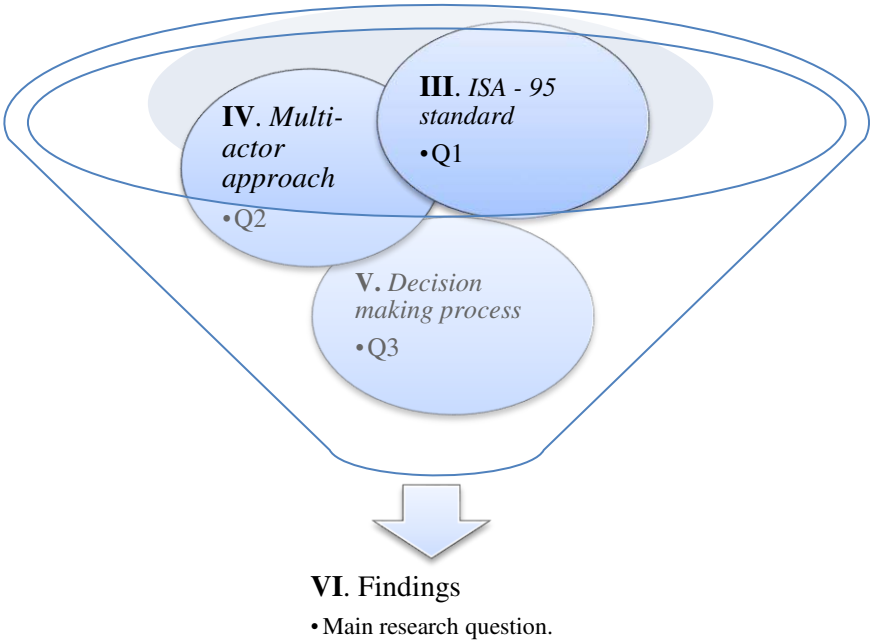 III. ISA - 95
standard
•Q1
IV. Multi-
actor
approach
•Q2
V. Decision
making process
•Q3
VI. Findings
•Main research question.